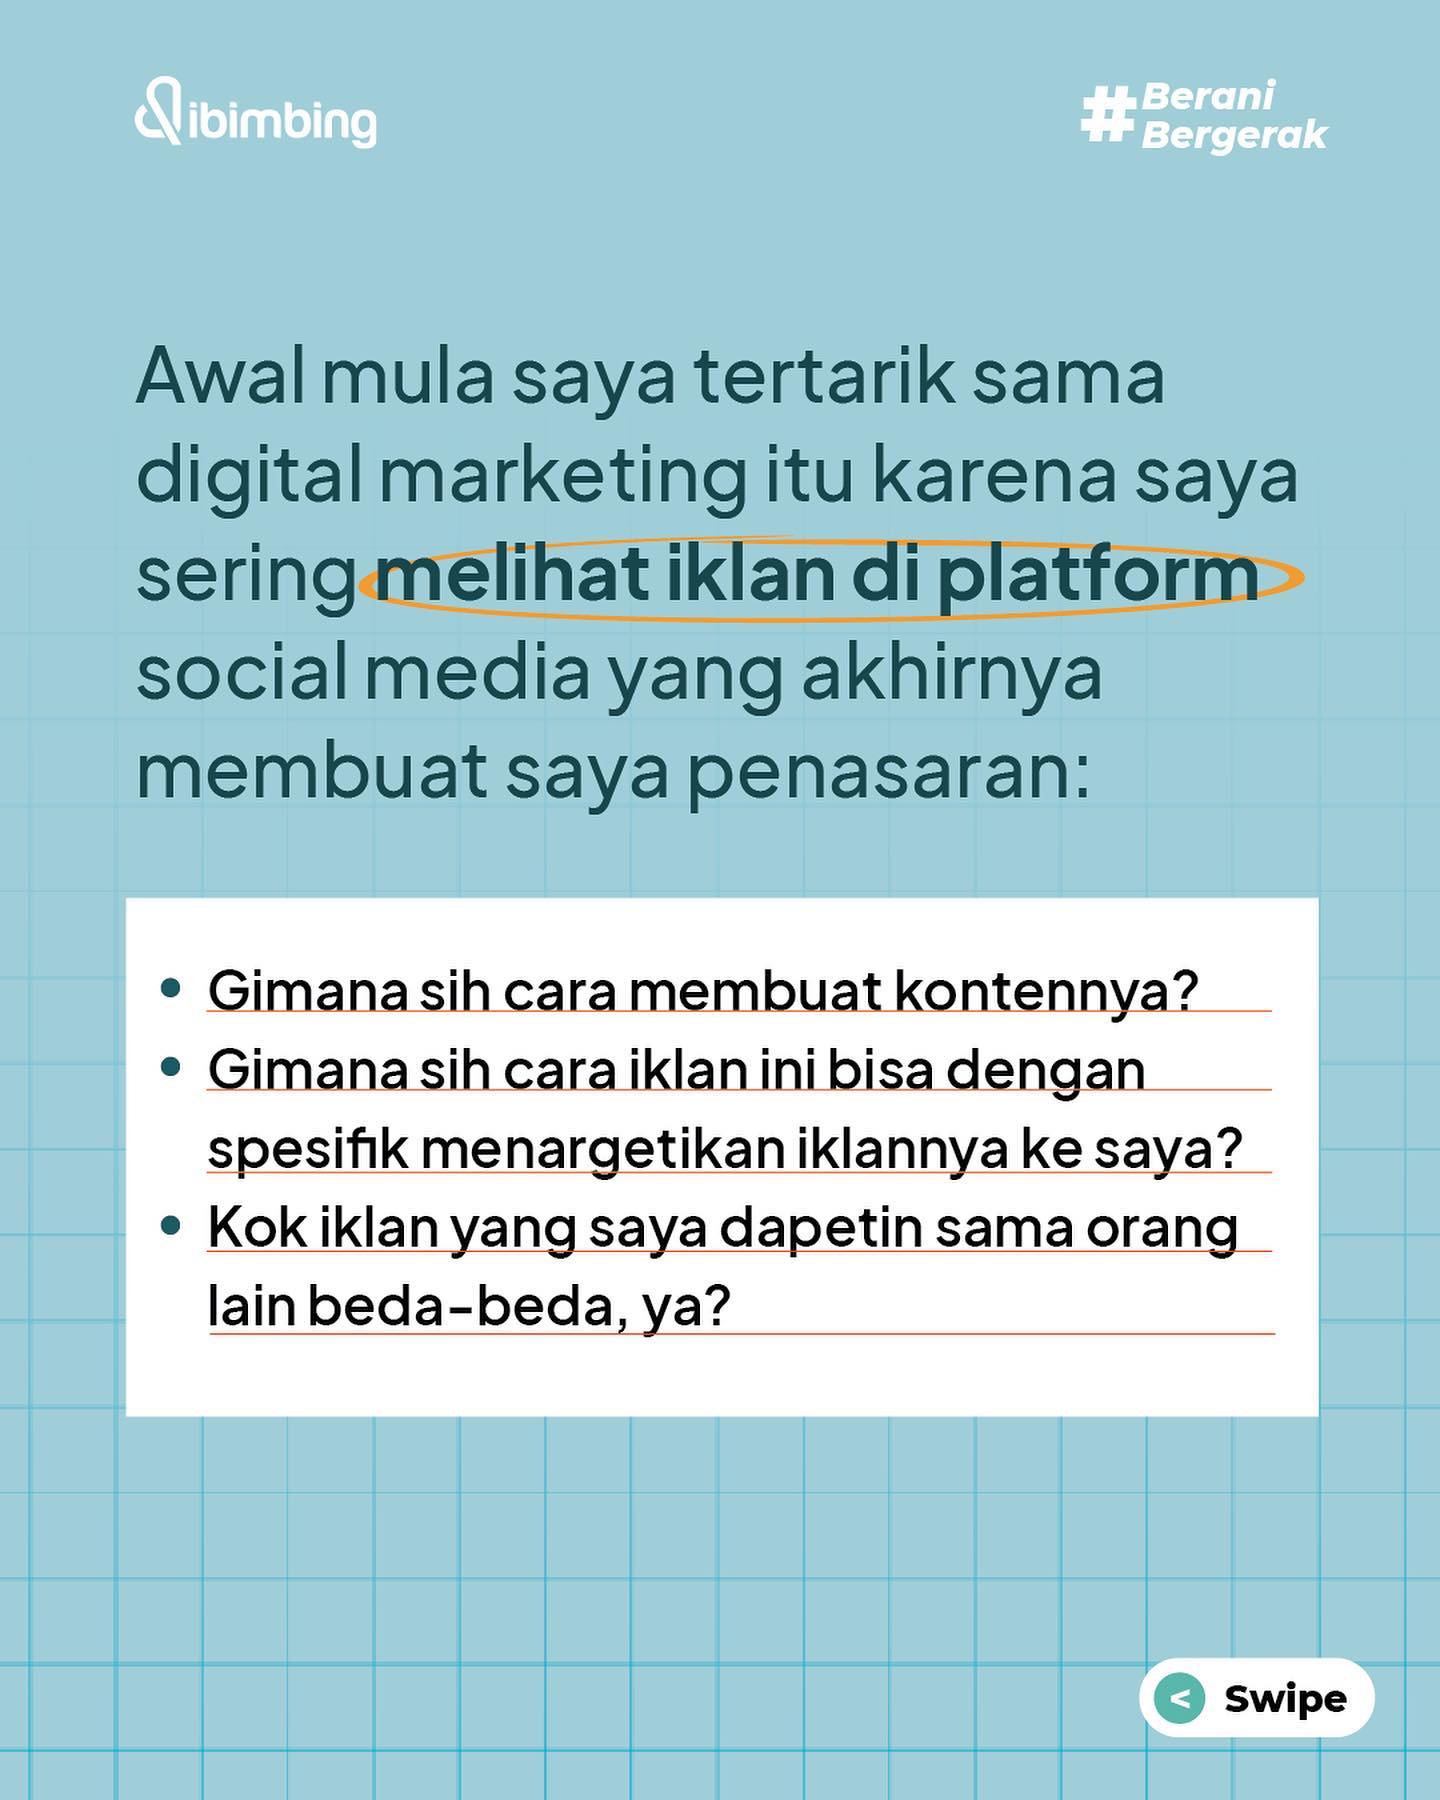 dibimbing
#Berani
Bergerak
Awal mula saya tertarik sama
digital marketing itu karena saya
sering melihat iklan di platform
social media yang akhirnya
membuat saya penasaran:
• Gimana sih cara membuat kontennya?
• Gimana sih cara iklan ini bisa dengan
spesifik menargetikan iklannya ke saya?
• Kok iklan yang saya dapetin sama orang
lain beda-beda, ya?
< Swipe